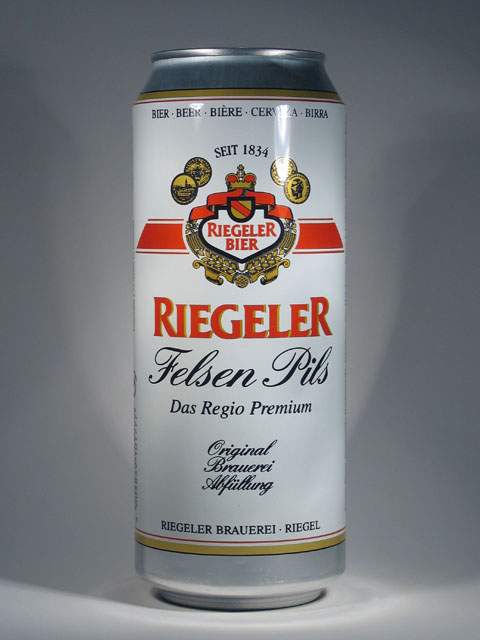 BIER · BEER · BIÈRE · CERVEZA · BIRRA
SEIT 1834
RIEGELER
BIER
RIEGELER
Felsen Pils
Das Regio Premium
Original
Brauerei
Abfüllung
RIEGELER BRAUEREI · RIEGEL